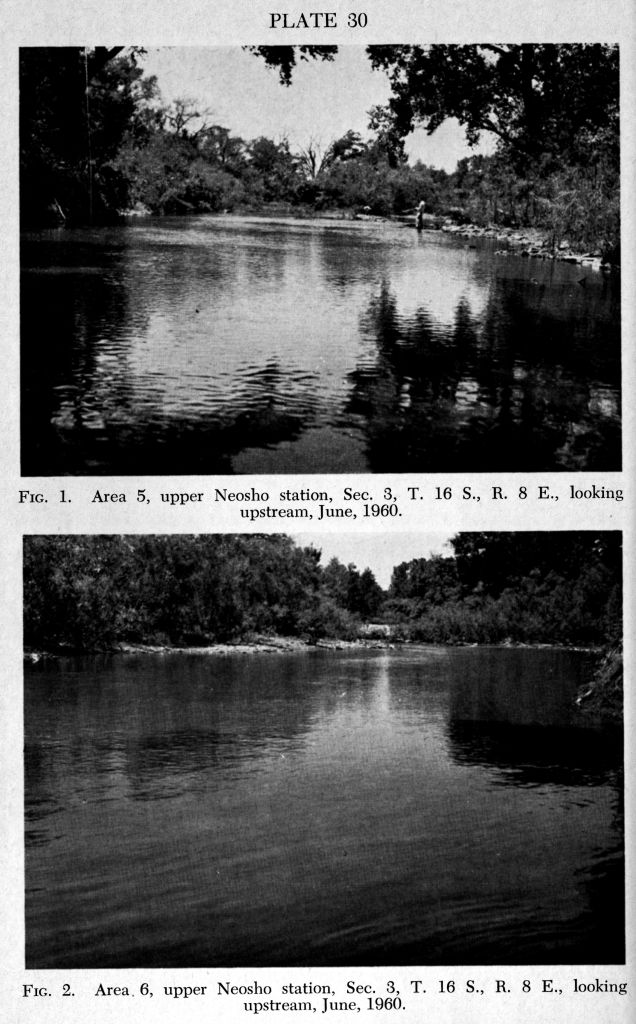 PLATE 30
Fig. 1. Area 5, upper Neosho station, Sec. 3, T. 16 S., R. 8 E., looking
upstream, June, 1960.
Fig. 2. Area 6, upper Neosho station, Sec. 3, T. 16 S., R. 8 E., looking
upstream, June, 1960.